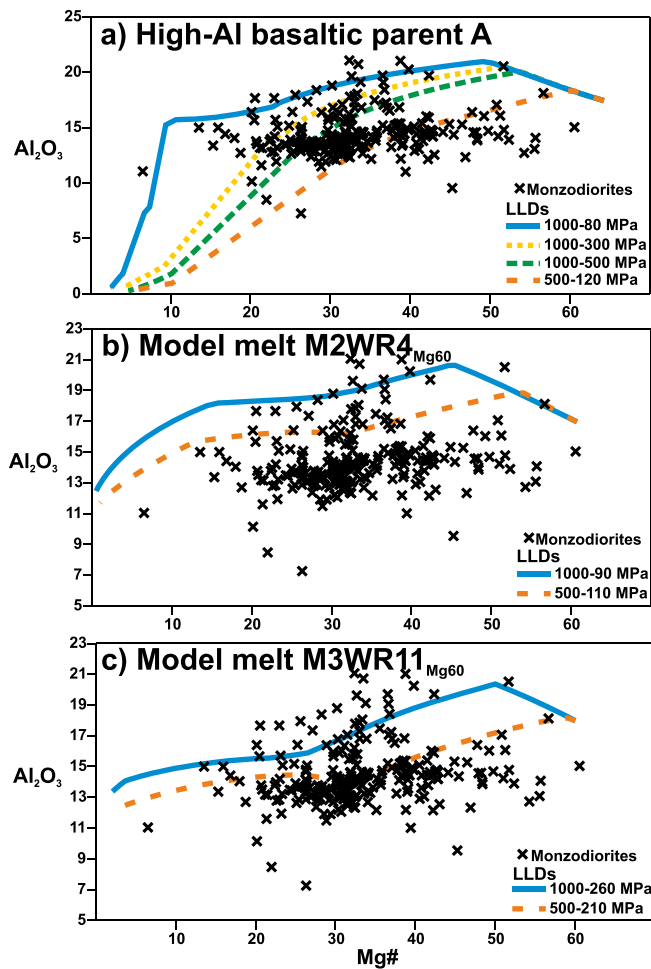 a) High-Al basaltic parent A
25
20
15
10
5
0
Al2O3
10 20 30 40 50 60
Monzodiorites
LLDs
1000-80 MPa
1000-300 MPa
1000-500 MPa
500-120 MPa
b) Model melt M2WR4Mg60
23
21
19
17
15
13
11
9
7
5
Al2O3
10 20 30 40 50 60
Monzodiorites
LLDs
1000-90 MPa
500-110 MPa
c) Model melt M3WR11Mg60
23
21
19
17
15
13
11
9
7
5
Al2O3
10 20 30 40 50 60
Monzodiorites
LLDs
1000-260 MPa
500-210 MPa
Mg#